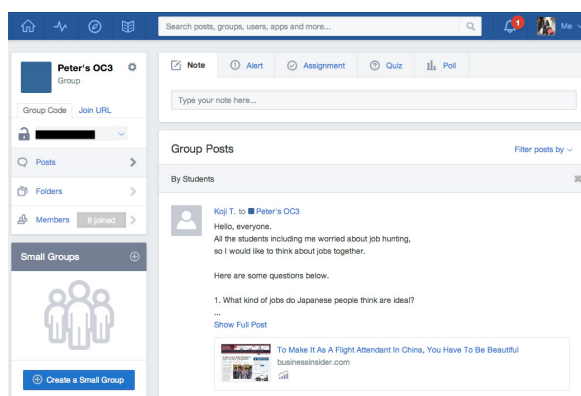 Search posts, groups, users, apps and more...
1
Me
Peter's OC3
Group
Group Code
Join URL
Posts
Folders
Members
8 joined
Small Groups
Create a Small Group
Note
Alert
Assignment
Quiz
Poll
Type your note here...
Group Posts
Filter posts by
By Students
Koji T. to Peter's OC3
Hello, everyone.
All the students including me worried about job hunting,
so I would like to think about jobs together.
Here are some questions below.
1. What kind of jobs do Japanese people think are ideal?
...
Show Full Post
To Make It As A Flight Attendant In China, You Have To Be Beautiful
businessinsider.com